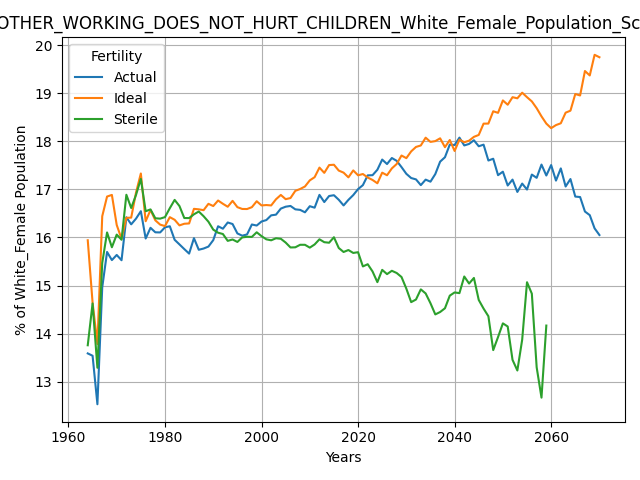 OTHER_WORKING_DOES_NOT_HURT_CHILDREN_White_Female_Population_Sc
Fertility
Actual
Ideal
Sterile
% of White_Female Population
20
19
18
17
16
15
14
13
1960
1980
2000
2020
2040
2060
Years